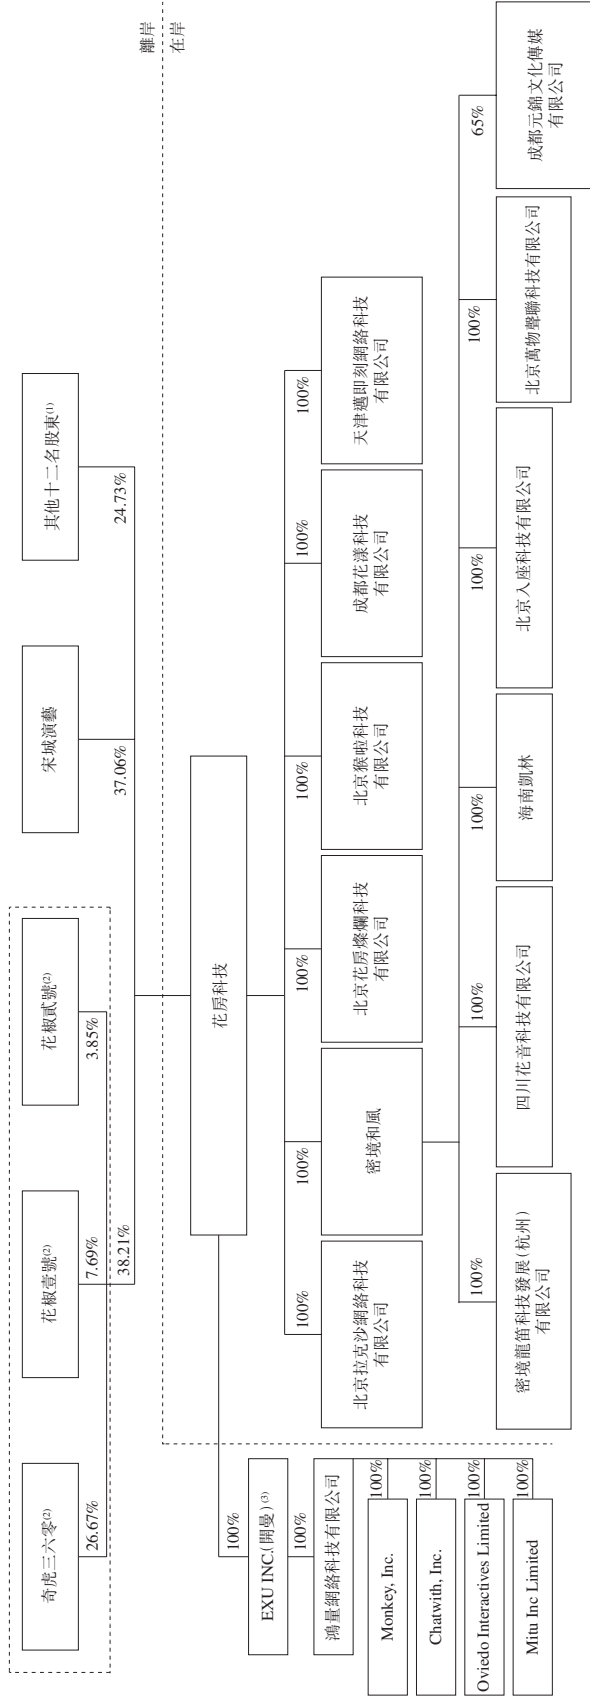 奇虎三六零(2)
花椒壹號(2)
花椒貳號(2)
宋城演藝
其他十二名股東(1)
26.67%
7.69%
3.85%
38.21%
37.06%
24.73%
離岸
在岸
花房科技
100%
EXU INC.(開曼)(3)
100%
鴻量網絡科技有限公司
100%
Monkey, Inc.
100%
Chatwith, Inc.
100%
Oviedo Interactives Limited
100%
Mitu Inc Limited
100%
100%
100%
100%
100%
100%
北京拉克沙網絡科技
有限公司
密境和風
北京花房燦爛科技
有限公司
北京猴啦科技
有限公司
成都花漾科技
有限公司
天津邁即刻網絡科技
有限公司
100%
100%
100%
100%
100%
65%
密境龍笛科技發展(杭州)
有限公司
四川花音科技有限公司
海南凱林
北京入座科技有限公司
北京萬物聲聯科技有限公司
成都元錦文化傳媒
有限公司